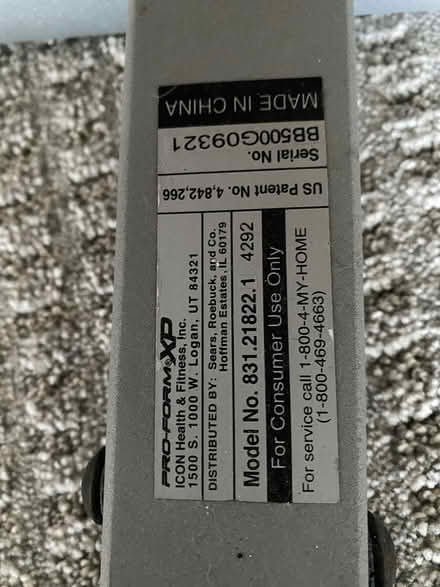 PRO-FORM XP
ICON Health & Fitness, Inc.
1500 S. 1000 W. Logan, UT 84321
DISTRIBUTED BY: Sears, Roebuck, and Co.
Hoffman Estates, IL 60179
Model No. 831.21822.1 4292
For Consumer Use Only
For service call 1-800-4-MY-HOME
(1-800-469-4663)
US Patent No. 4,842,266
Serial No.
BB500G09321
MADE IN CHINA